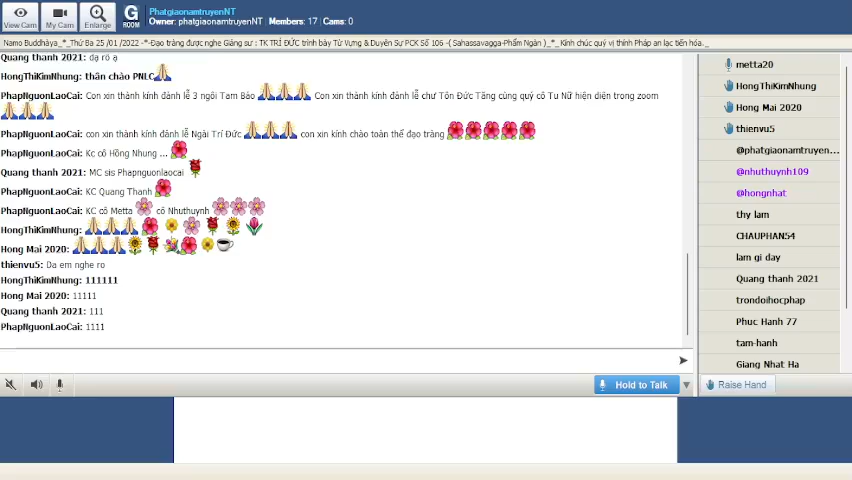 PhatgiaonamtruyenNT
Owner: phatgiaonamtruyenNT | Members: 17 | Cams: 0
View Cam
My Cam
Enlarge
G
ROOM
Namo Buddhàya_*_Thứ Ba 25 /01 /2022 -*-Đạo tràng được nghe Giảng sư : TK TRÍ ĐỨC trình bày Từ Vựng & Duyên Sự PCK Số 106 -( Sahassavagga-Phẩm Ngàn )_*_Kính chúc quý vị thính Pháp an lạc tiến hóa._
Quang thanh 2021: dạ rõ ạ
HongThiKimNhung: thân chào PNLC
PhapNguonLaoCai: Con xin thành kính đảnh lễ 3 ngôi Tam Bảo Con xin thành kính đảnh lễ chư Tôn Đức Tăng cùng quý cô Tu Nữ hiện diện trong zoom
PhapNguonLaoCai: con xin thành kính đảnh lễ Ngài Trí Đức con xin kính chào toàn thể đạo tràng
PhapNguonLaoCai: Kc cô Hồng Nhung ...
Quang thanh 2021: MC sis Phapnguonlaocai
PhapNguonLaoCai: KC Quang Thanh
PhapNguonLaoCai: KC cô Metta cô Nhuthuynh
HongThiKimNhung:
Hong Mai 2020:
thienvu5: Da em nghe ro
HongThiKimNhung: 111111
Hong Mai 2020: 11111
Quang thanh 2021: 111
PhapNguonLaoCai: 1111
metta20
HongThiKimNhung
Hong Mai 2020
thienvu5
@phatgiaonamtruyen...
@nhuthuynh109
@hongnhat
thy lam
CHAUPHAN54
lam gi day
Quang thanh 2021
trondoihocphap
Phuc Hanh 77
tam-hanh
Giang Nhat Ha
Hold to Talk
Raise Hand